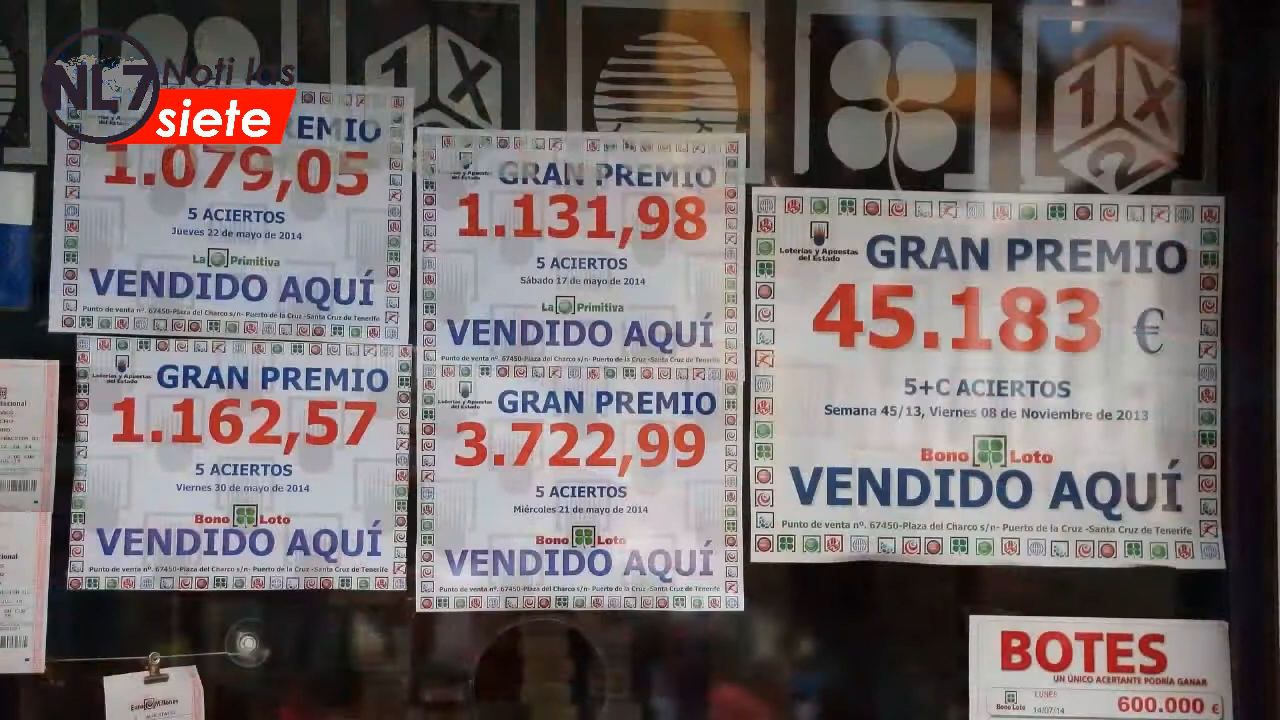 NL7 Noti las
siete
REMIO
1.079,05
5 ACIERTOS
Jueves 22 de mayo de 2014
La Primitiva
VENDIDO AQUÍ
Punto de venta nº. 67450-Plaza del Charco s/n- Puerto de la Cruz -Santa Cruz de Tenerife
Loterías y Apuestas
del Estado
GRAN PREMIO
1.162,57
5 ACIERTOS
Viernes 30 de mayo de 2014
Bono Loto
VENDIDO AQUÍ
Punto de venta nº. 67450-Plaza del Charco s/n- Puerto de la Cruz -Santa Cruz de Tenerife
1X
GRAN PREMIO
1.131,98
5 ACIERTOS
Sábado 17 de mayo de 2014
La Primitiva
VENDIDO AQUÍ
Punto de venta nº. 67450-Plaza del Charco s/n- Puerto de la Cruz -Santa Cruz de Tenerife
Loterías y Apuestas
del Estado
GRAN PREMIO
3.722,99
5 ACIERTOS
Miércoles 21 de mayo de 2014
Bono Loto
VENDIDO AQUÍ
Punto de venta nº. 67450-Plaza del Charco s/n- Puerto de la Cruz -Santa Cruz de Tenerife
1X2
Loterías y Apuestas
del Estado
GRAN PREMIO
45.183 €
5+C ACIERTOS
Semana 45/13, Viernes 08 de Noviembre de 2013
Bono Loto
VENDIDO AQUÍ
Punto de venta nº. 67450-Plaza del Charco s/n- Puerto de la Cruz -Santa Cruz de Tenerife
BOTES
UN ÚNICO ACERTANTE PODRÍA GANAR
Bono Loto
LUNES
14/07/14
600.000 €